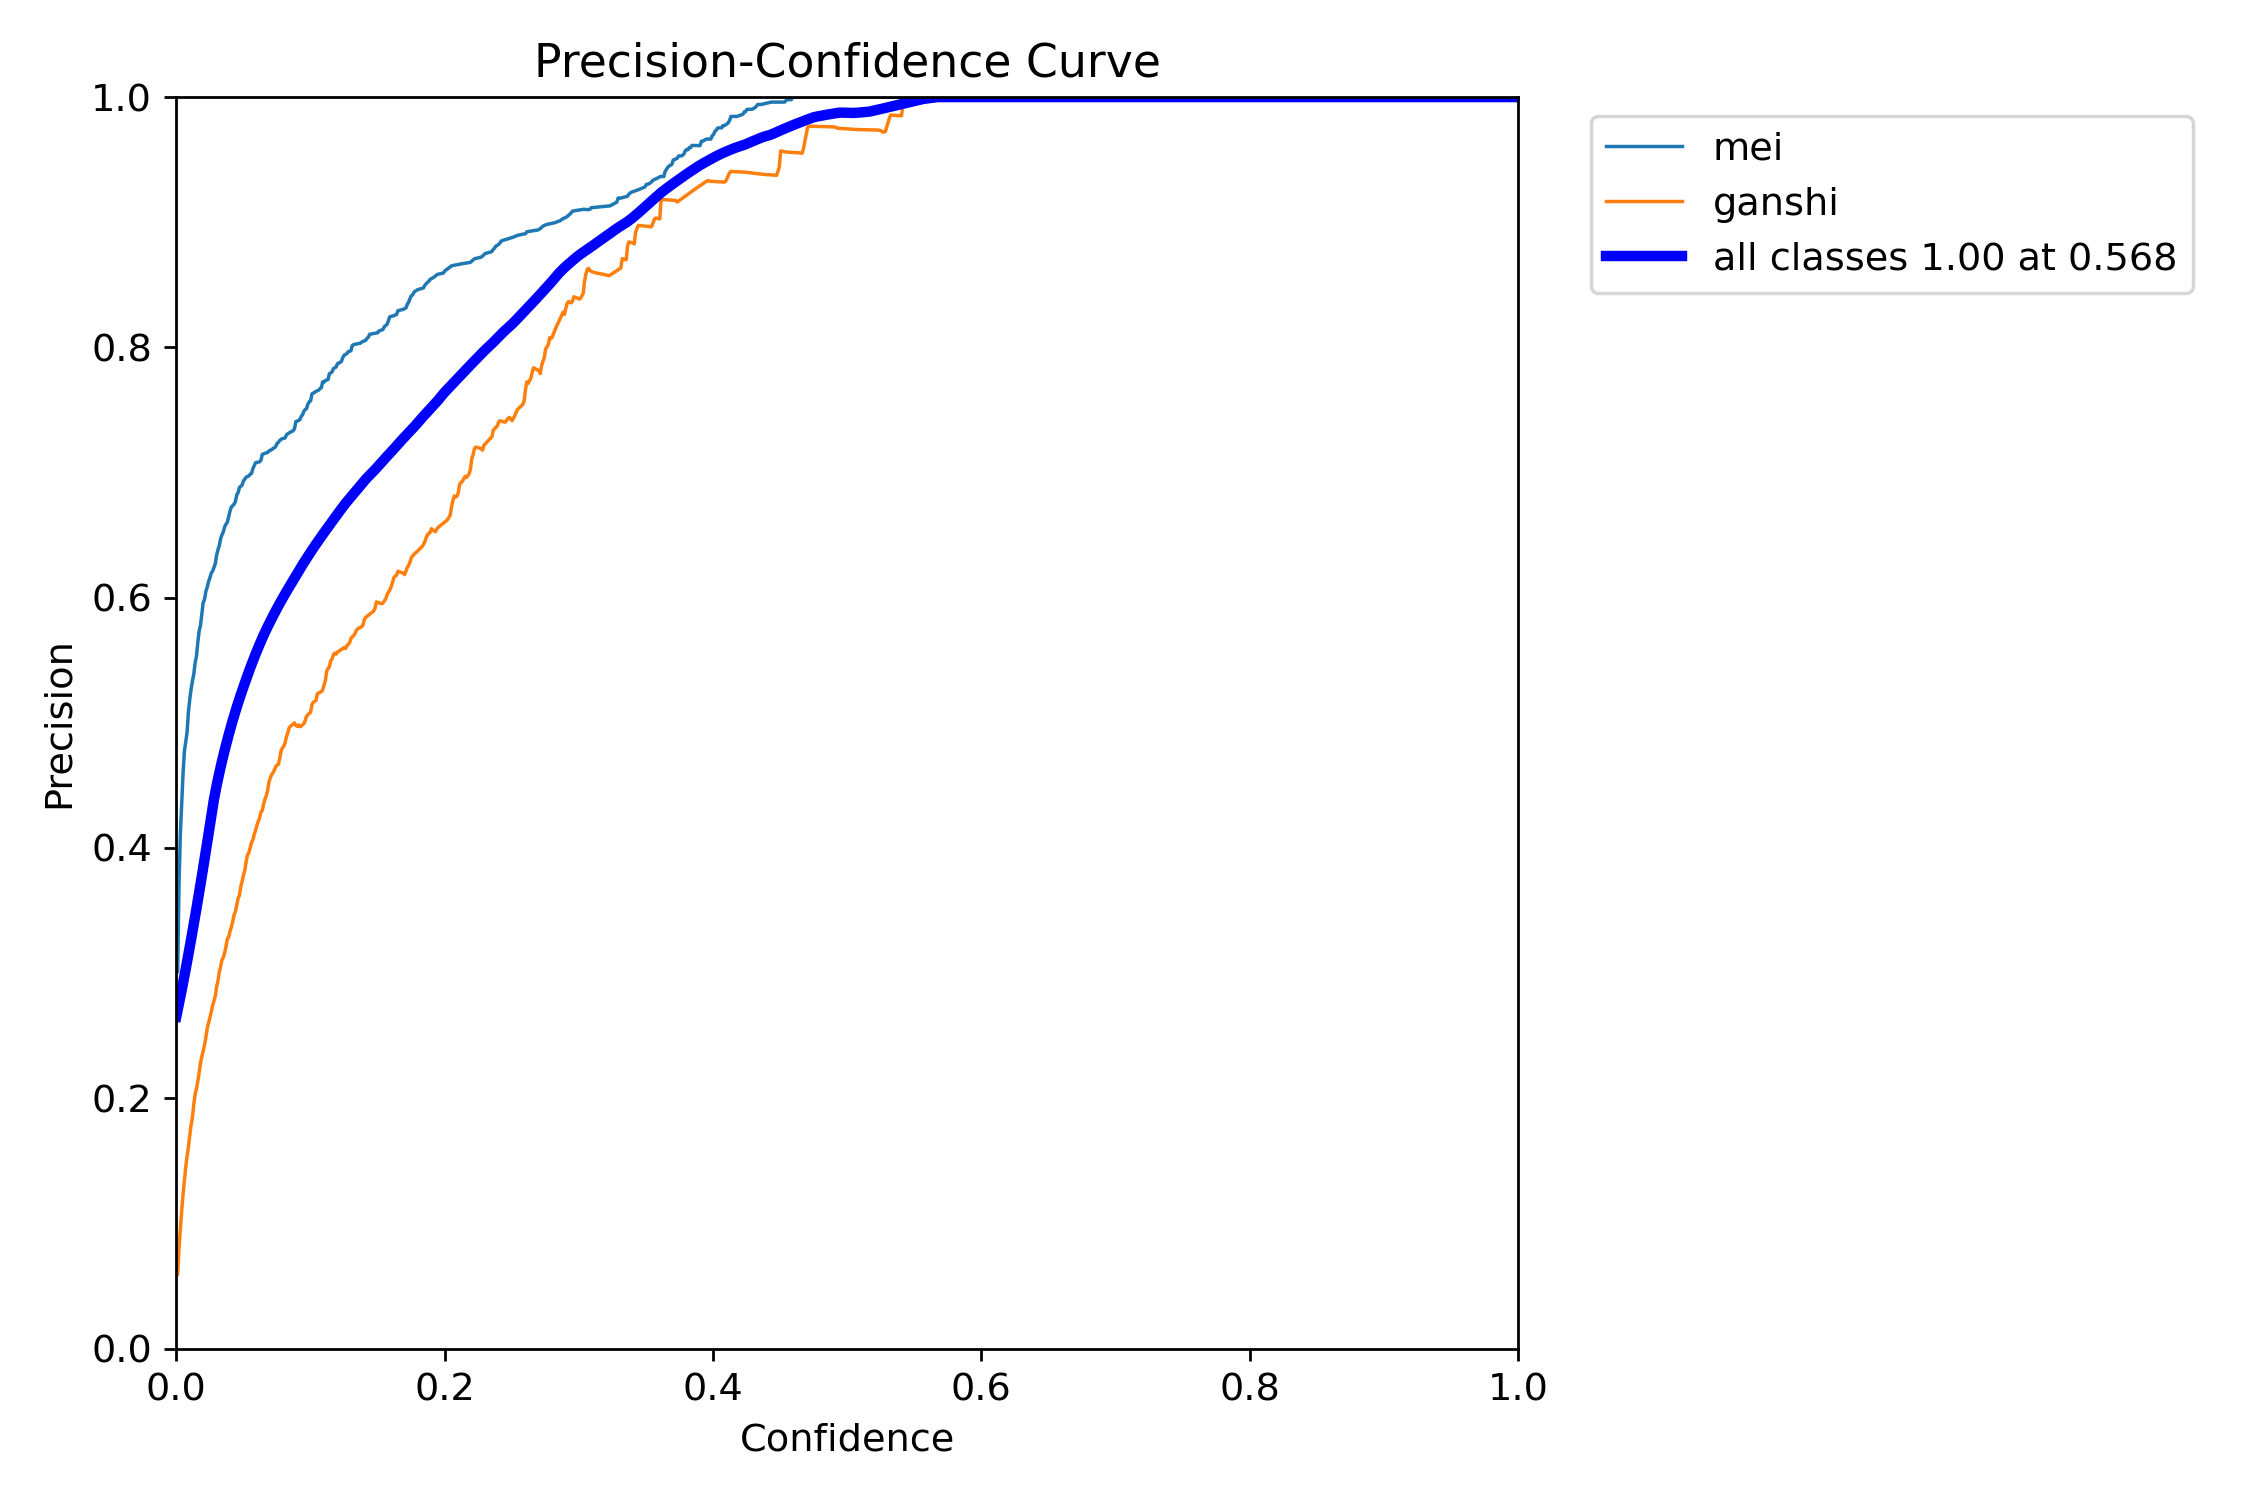 Precision-Confidence Curve
1.0
0.8
0.6
0.4
0.2
0.0
Precision
0.0 0.2 0.4 0.6 0.8 1.0
Confidence
mei
ganshi
all classes 1.00 at 0.568